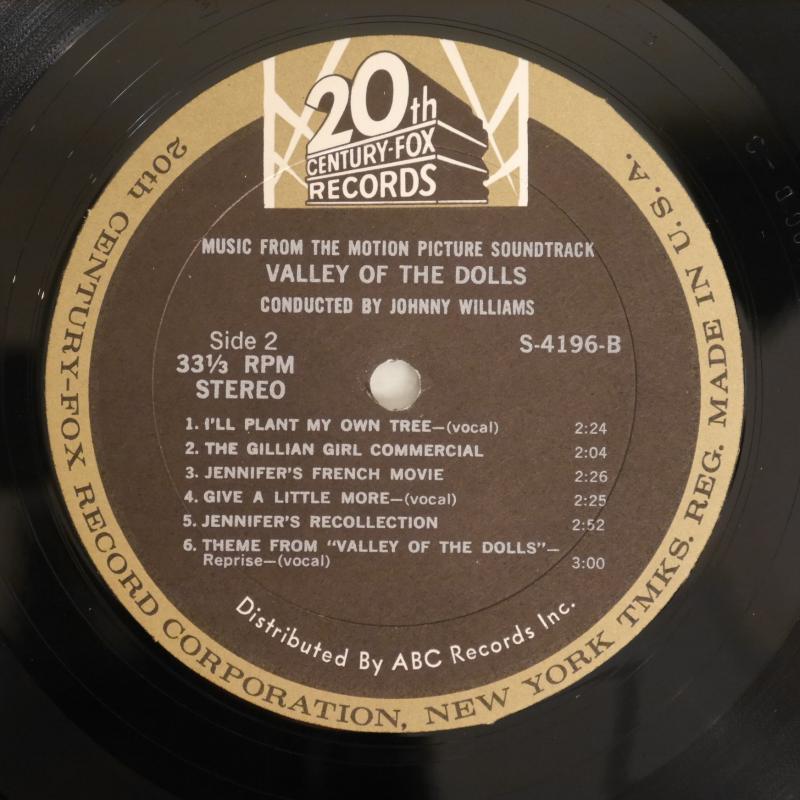 20th
CENTURY-FOX
RECORDS
MUSIC FROM THE MOTION PICTURE SOUNDTRACK
VALLEY OF THE DOLLS
CONDUCTED BY JOHNNY WILLIAMS
Side 2
S-4196-B
33⅓ RPM
STEREO
1. I'LL PLANT MY OWN TREE—(vocal) 2:24
2. THE GILLIAN GIRL COMMERCIAL 2:04
3. JENNIFER'S FRENCH MOVIE 2:26
4. GIVE A LITTLE MORE—(vocal) 2:25
5. JENNIFER'S RECOLLECTION 2:52
6. THEME FROM "VALLEY OF THE DOLLS"—
Reprise—(vocal) 3:00
Distributed By ABC Records Inc.
20th CENTURY-FOX RECORD CORPORATION, NEW YORK TMKS. REG. MADE IN U.S.A.